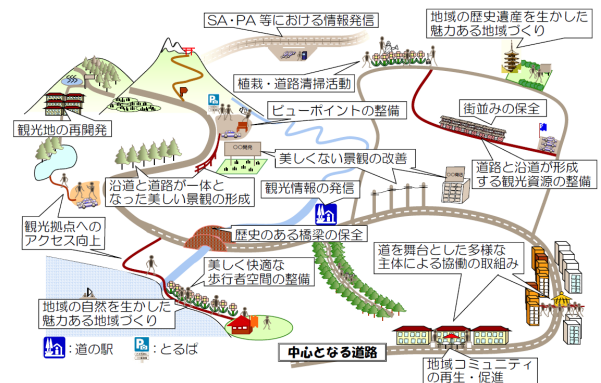 SA・PA 等における情報発信
地域の歴史遺産を生かした
魅力ある地域づくり
植栽・道路清掃活動
ビューポイントの整備
街並みの保全
観光地の再開発
○○開発
美しくない景観の改善
道路と沿道が形成
する観光資源の整備
沿道と道路が一体と
なった美しい景観の形成
観光情報の発信
観光拠点への
アクセス向上
歴史のある橋梁の保全
道を舞台とした多様な
主体による協働の取組み
美しく快適な
歩行者空間の整備
地域の自然を生かした
魅力ある地域づくり
:道の駅
:とるぱ
中心となる道路
地域コミュニティ
の再生・促進